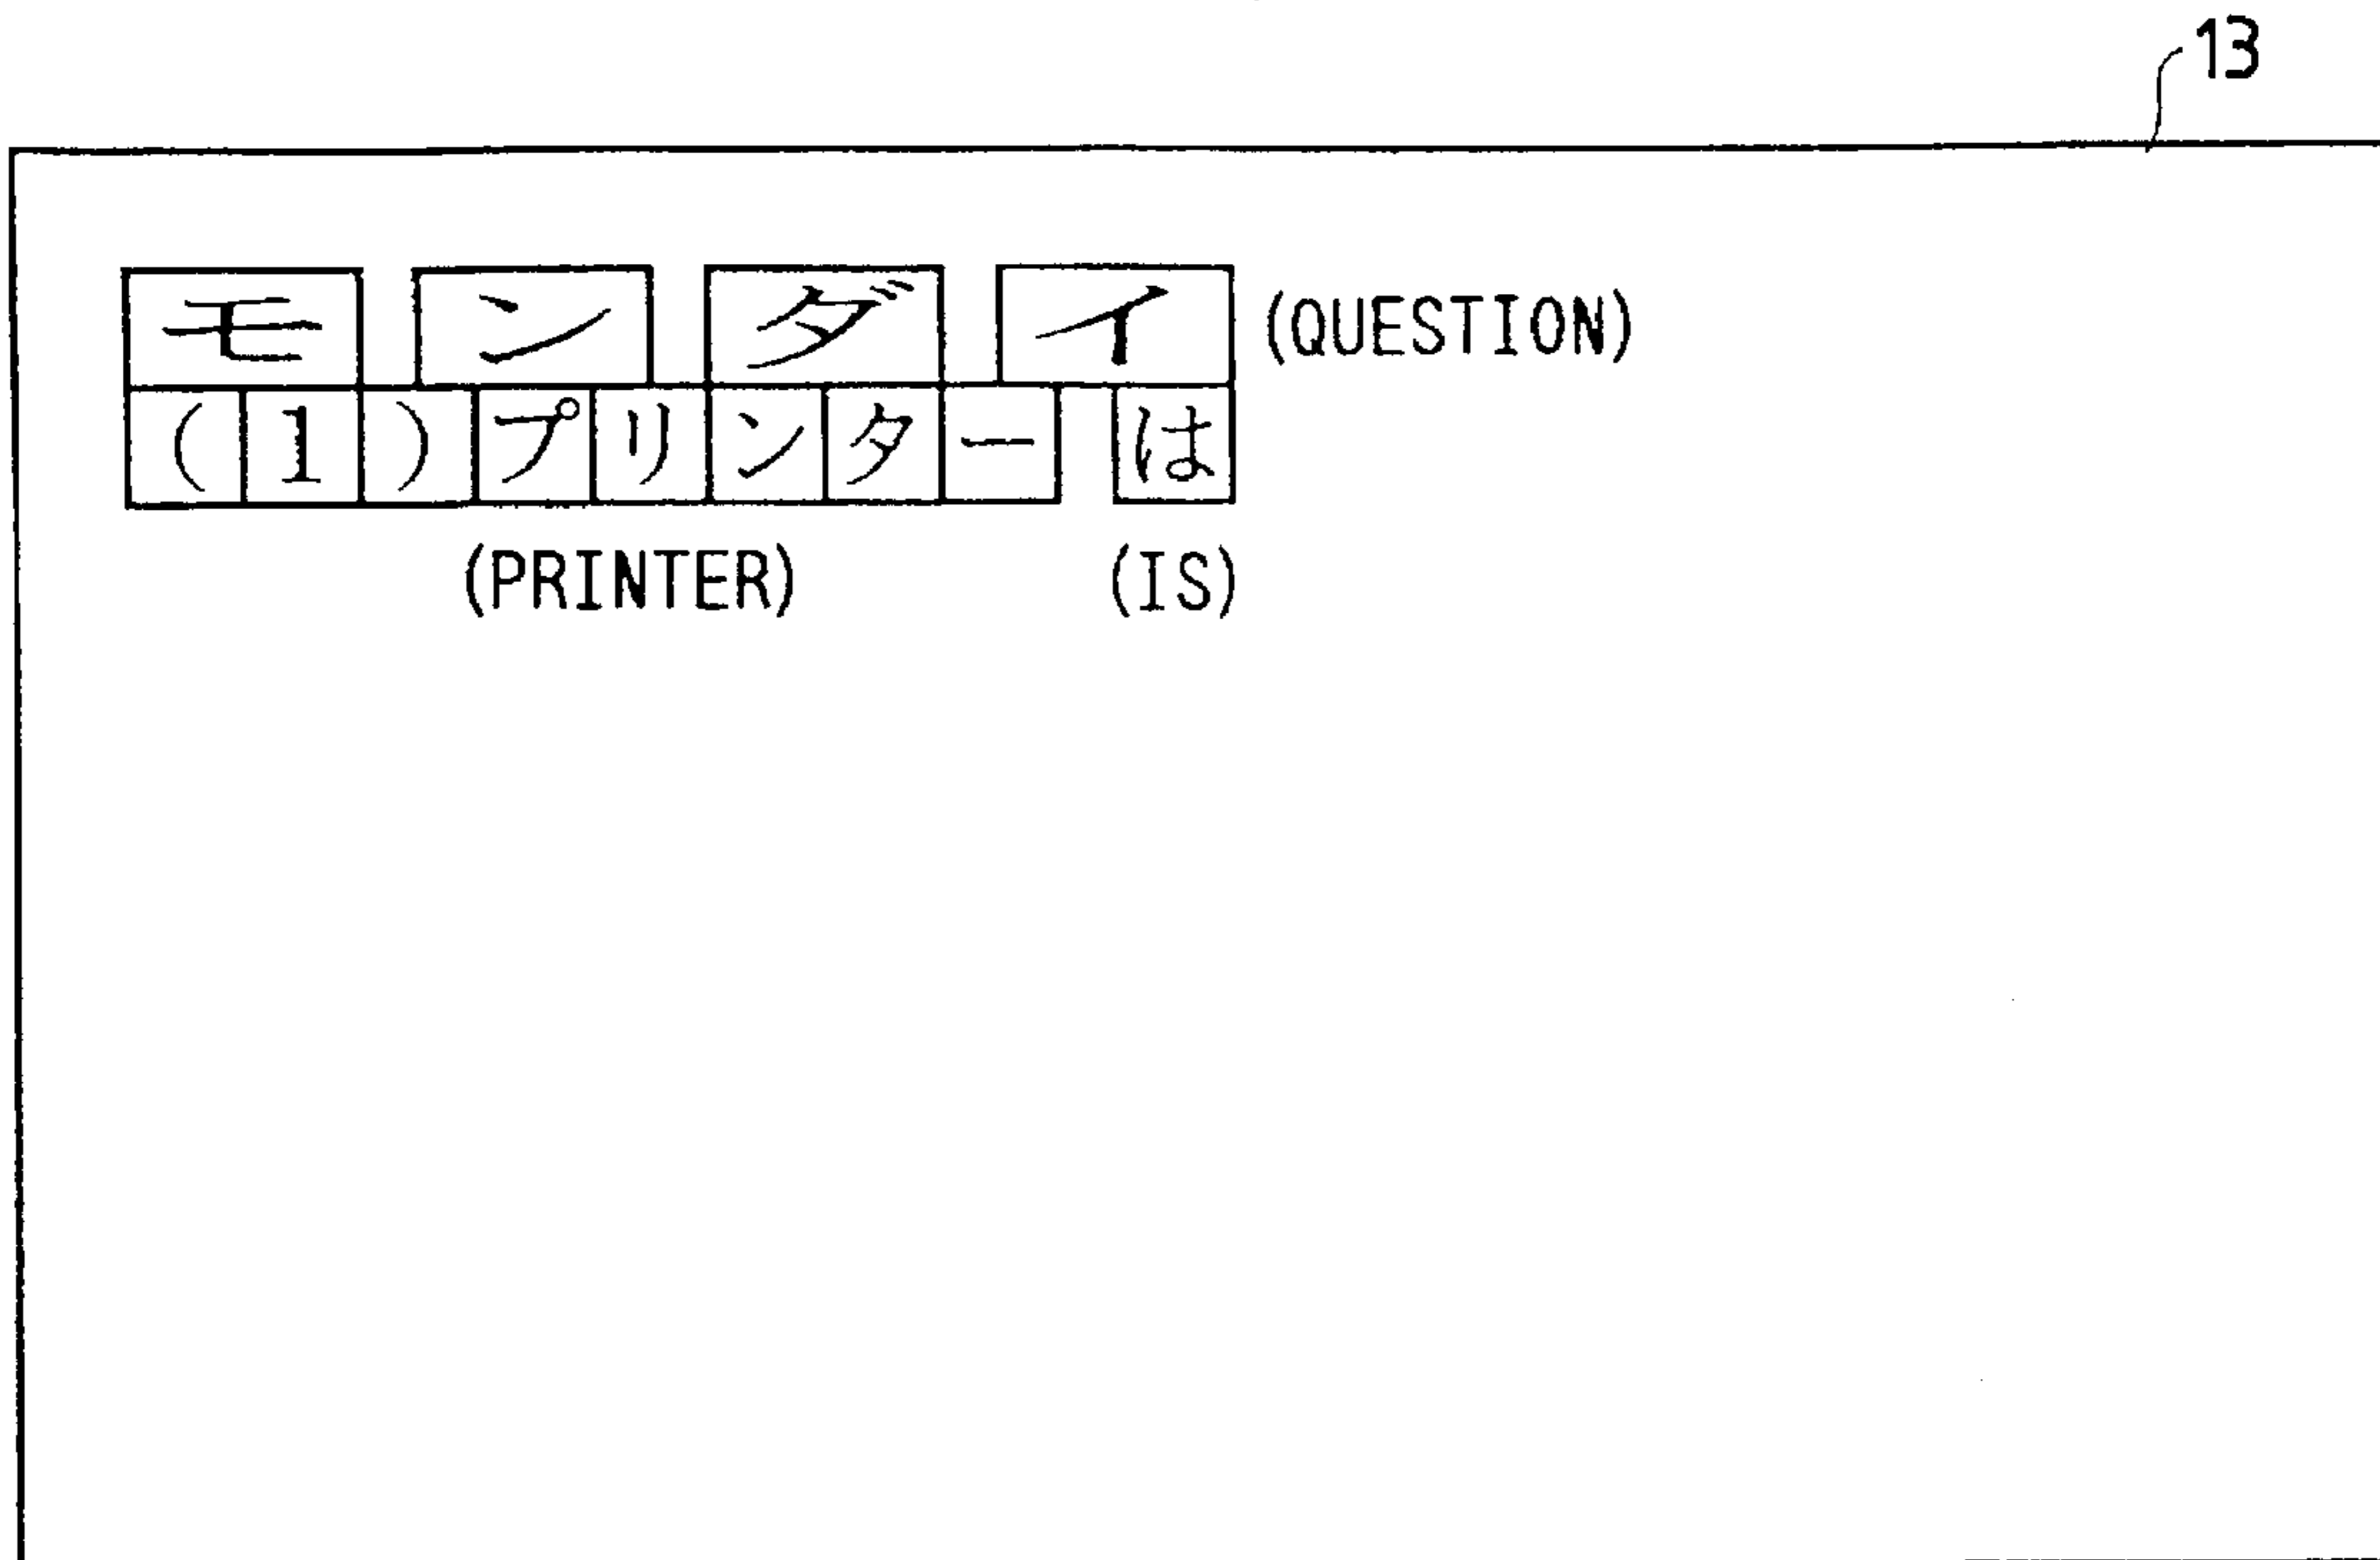 13
モンダイ (QUESTION)
(1)プリンター は
(PRINTER) (IS)